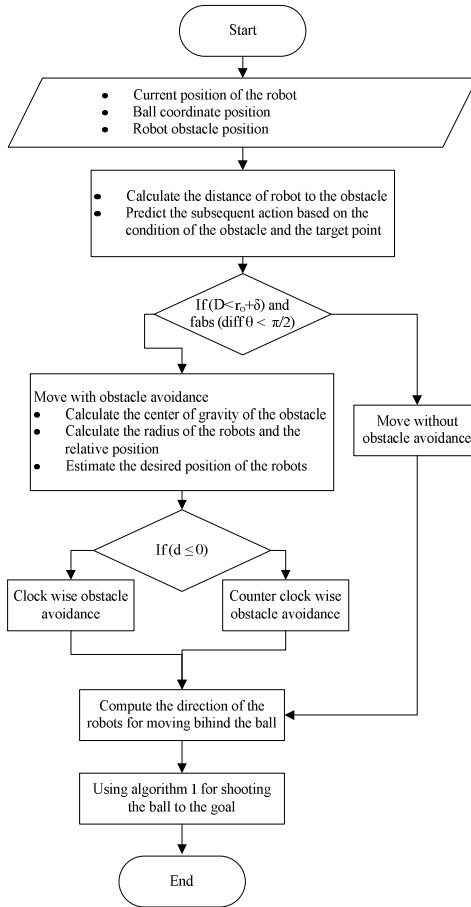 Start
• Current position of the robot
• Ball coordinate position
• Robot obstacle position
• Calculate the distance of robot to the obstacle
• Predict the subsequent action based on the
condition of the obstacle and the target point
If (D<r₀+δ) and
fabs (diff θ < π/2)
Move with obstacle avoidance
• Calculate the center of gravity of the obstacle
• Calculate the radius of the robots and the
relative position
• Estimate the desired position of the robots
Move without
obstacle avoidance
If (d ≤ 0)
Clock wise obstacle
avoidance
Counter clock wise
obstacle avoidance
Compute the direction of the
robots for moving bihind the ball
Using algorithm 1 for shooting
the ball to the goal
End